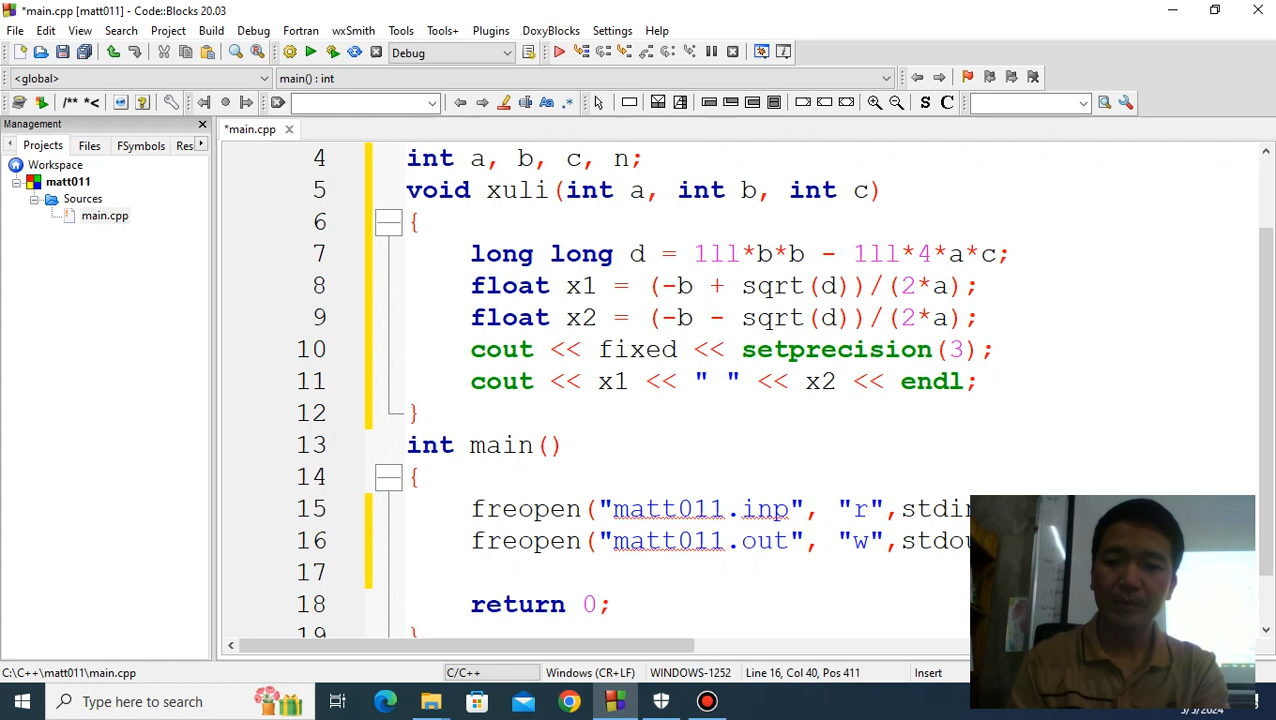 *main.cpp [matt011] - Code::Blocks 20.03
File Edit View Search Project Build Debug Fortran wxSmith Tools Tools+ Plugins DoxyBlocks Settings Help
Debug
<global> main() : int
/** *< Aa .* S C
Management
Projects Files FSymbols Res
Workspace
matt011
Sources
main.cpp
*main.cpp
4 int a, b, c, n;
5 void xuli(int a, int b, int c)
6 {
7 long long d = 1ll*b*b - 1ll*4*a*c;
8 float x1 = (-b + sqrt(d))/(2*a);
9 float x2 = (-b - sqrt(d))/(2*a);
10 cout << fixed << setprecision(3);
11 cout << x1 << " " << x2 << endl;
12 }
13 int main()
14 {
15 freopen("matt011.inp", "r",stdin
16 freopen("matt011.out", "w",stdou
17
18 return 0;
19 }
C:\C++\matt011\main.cpp C/C++ Windows (CR+LF) WINDOWS-1252 Line 16, Col 40, Pos 411 Insert
Type here to search